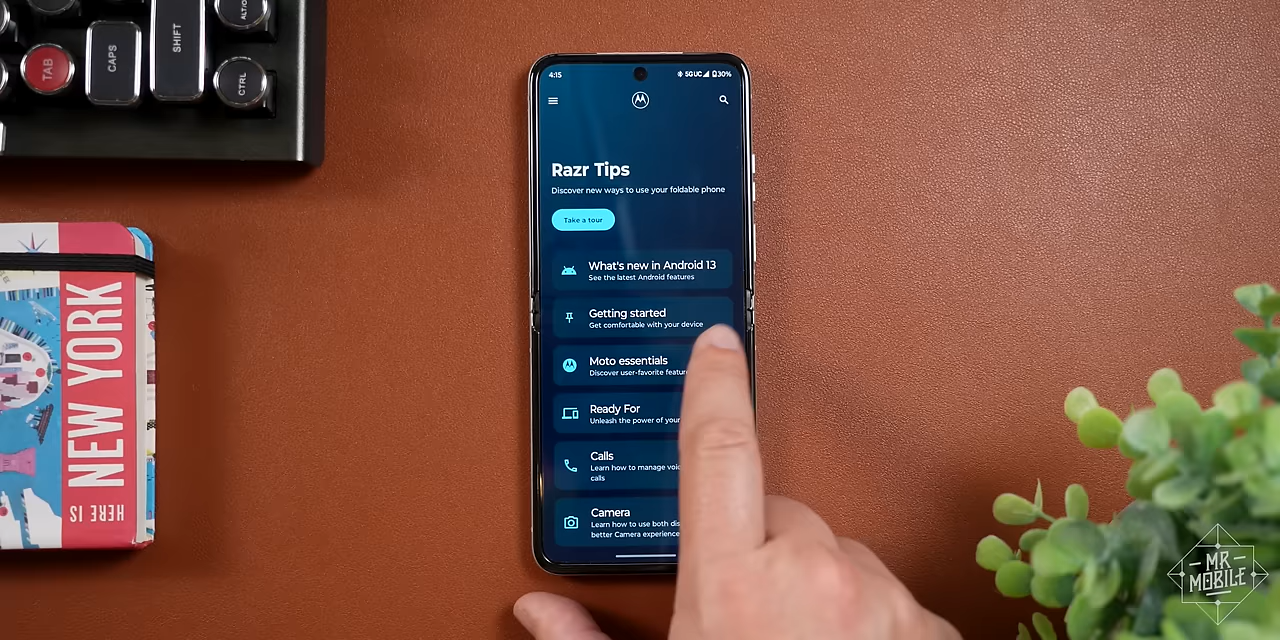 TAB
CAPS
SHIFT
ALT/O
CTRL
HERE IS
NEW YORK
4:15
5G UC
30%
Razr Tips
Discover new ways to use your foldable phone
Take a tour
What's new in Android 13
See the latest Android features
Getting started
Get comfortable with your device
Moto essentials
Discover user-favorite featur
Ready For
Unleash the power of your
Calls
Learn how to manage voic
calls
Camera
Learn how to use both dis
better Camera experience
MR
MOBILE